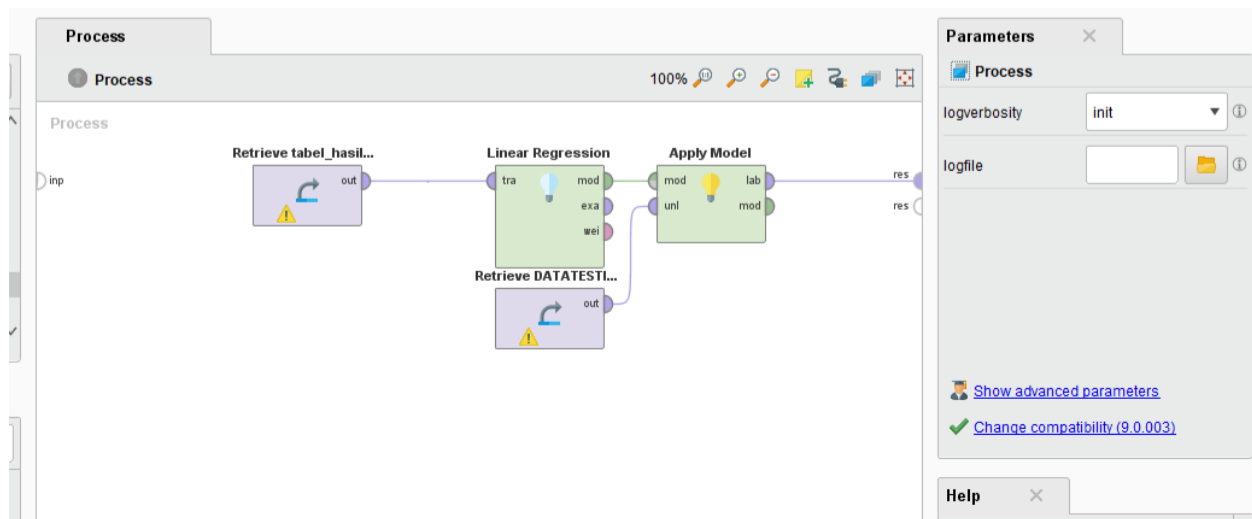 Process
Process
100%
Process
inp
Retrieve tabel_hasil...
out
Linear Regression
tra
mod
exa
wei
Apply Model
mod
lab
unl
mod
res
res
Retrieve DATATESTI...
out
Parameters
Process
logverbosity
init
logfile
Show advanced parameters
Change compatibility (9.0.003)
Help